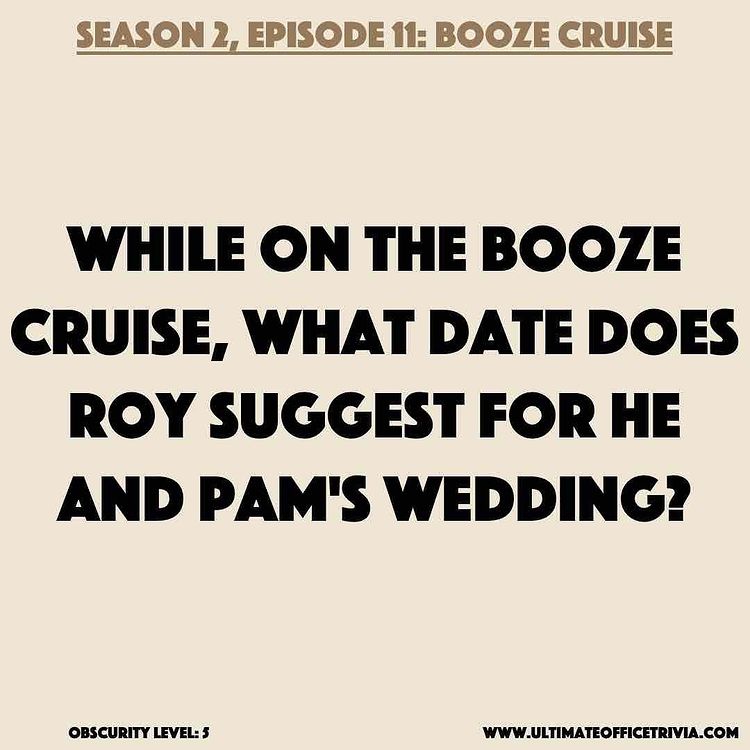 SEASON 2, EPISODE 11: BOOZE CRUISE
WHILE ON THE BOOZE
CRUISE, WHAT DATE DOES
ROY SUGGEST FOR HE
AND PAM'S WEDDING?
OBSCURITY LEVEL: 5
WWW.ULTIMATEOFFICETRIVIA.COM